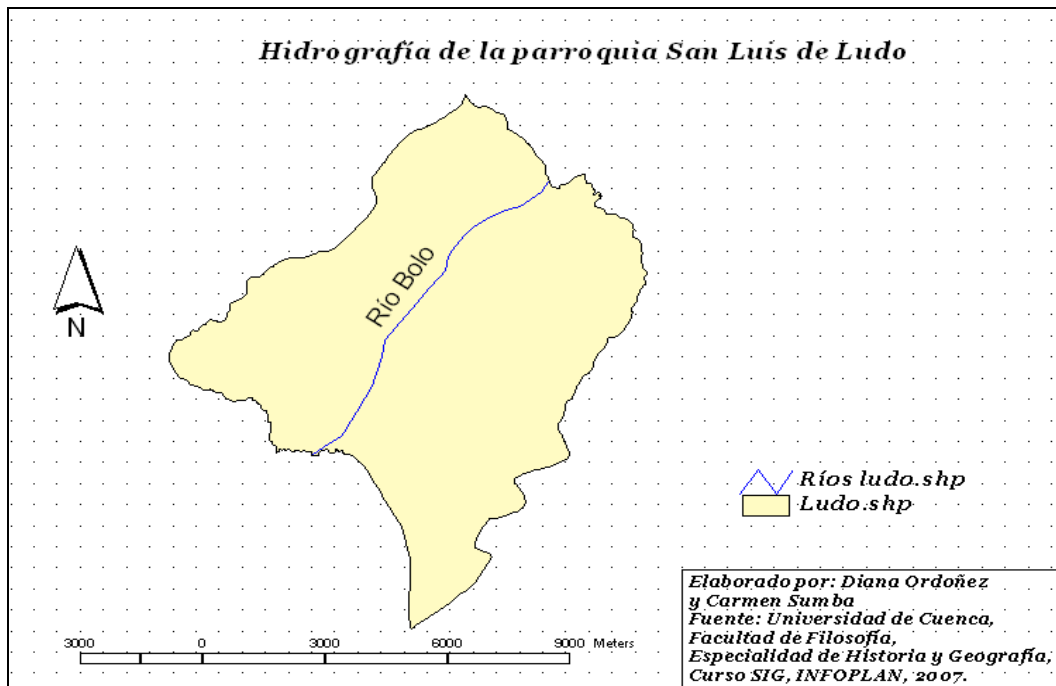 Hidrografía de la parroquia San Luis de Ludo
Río Bolo
N
Ríos ludo.shp
Ludo.shp
Elaborado por: Diana Ordoñez
y Carmen Sumba
Fuente: Universidad de Cuenca,
Facultad de Filosofía,
Especialidad de Historia y Geografía,
Curso SIG, INFOPLAN, 2007.
3000 0 3000 6000 9000 Meters